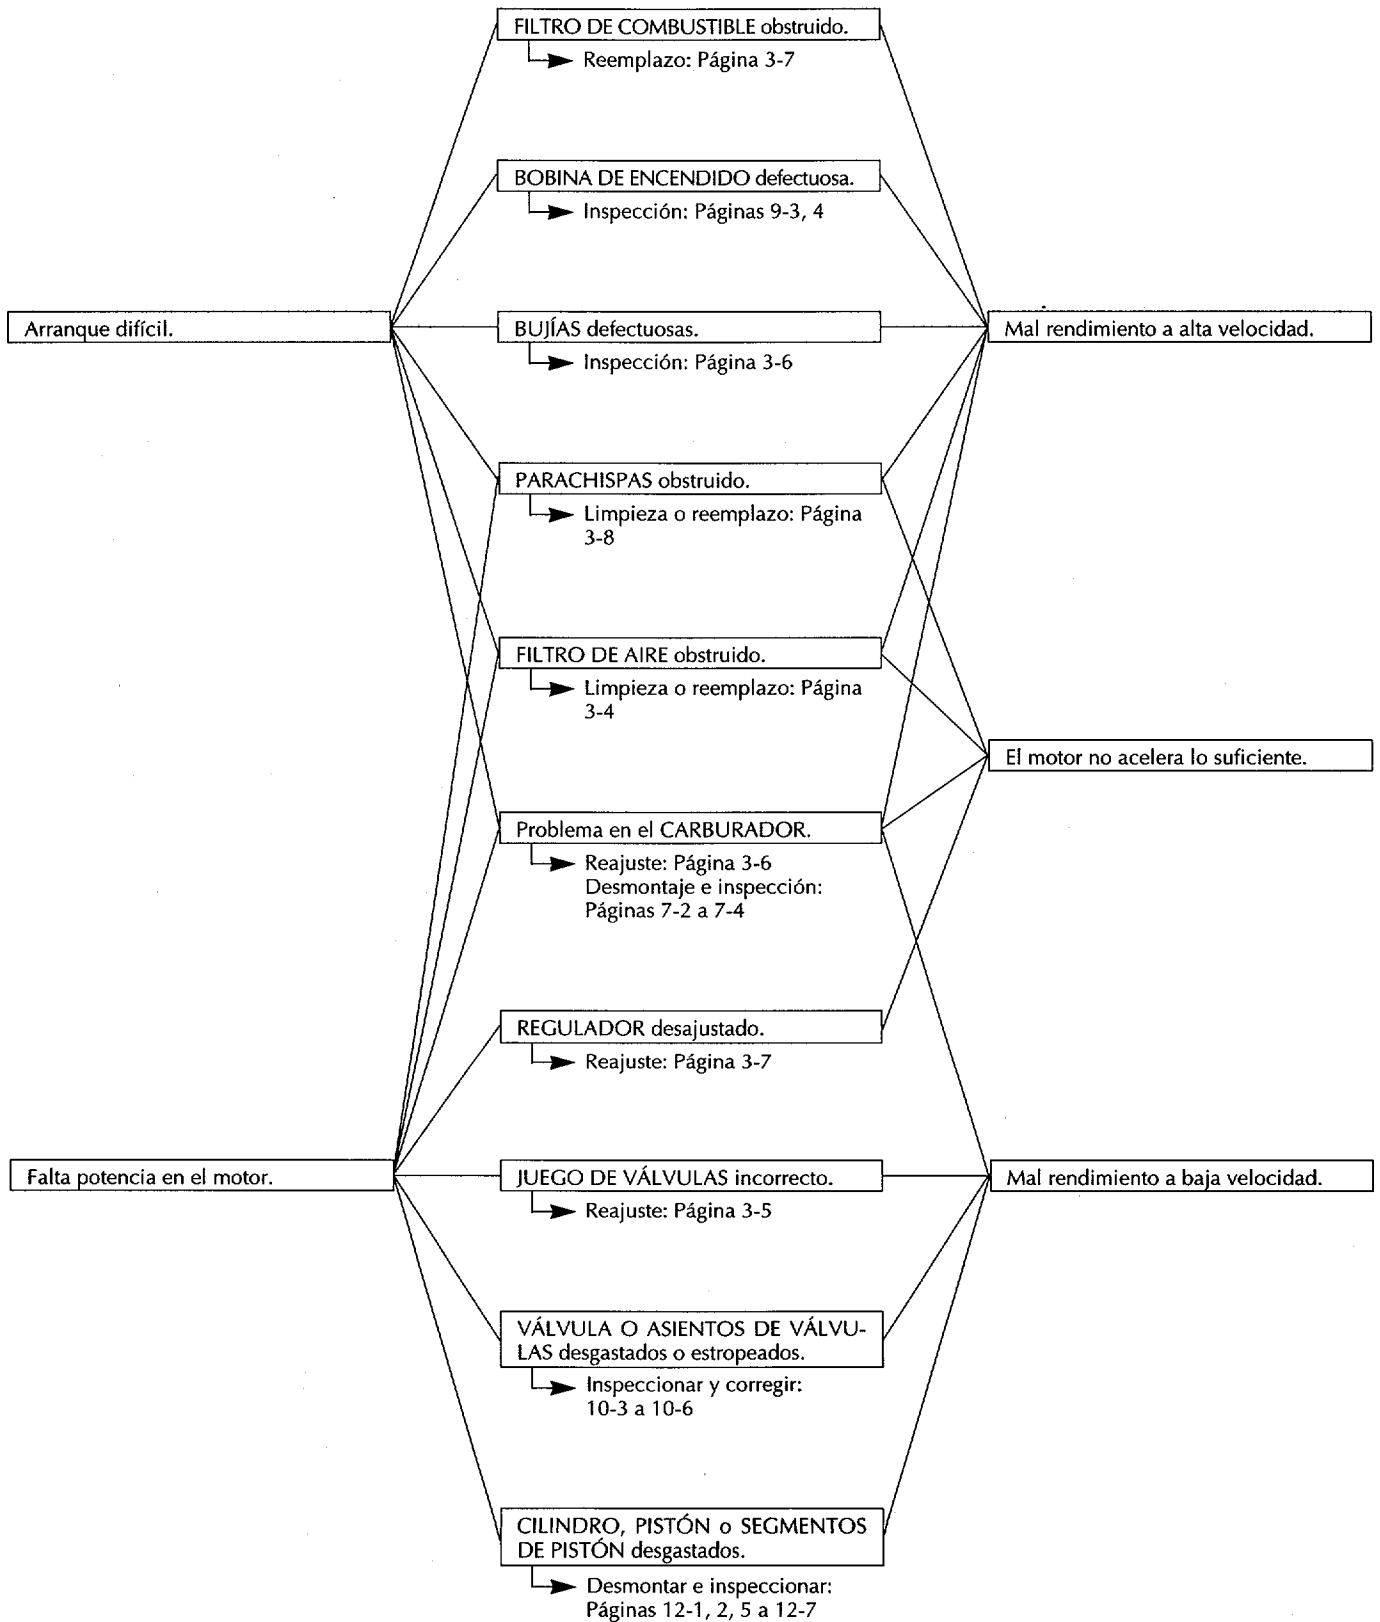 FILTRO DE COMBUSTIBLE obstruido.
Reemplazo: Página 3-7
BOBINA DE ENCENDIDO defectuosa.
Inspección: Páginas 9-3, 4
Arranque difícil.
BUJÍAS defectuosas.
Mal rendimiento a alta velocidad.
Inspección: Página 3-6
PARACHISPAS obstruido.
Limpieza o reemplazo: Página
3-8
FILTRO DE AIRE obstruido.
Limpieza o reemplazo: Página
3-4
El motor no acelera lo suficiente.
Problema en el CARBURADOR.
Reajuste: Página 3-6
Desmontaje e inspección:
Páginas 7-2 a 7-4
REGULADOR desajustado.
Reajuste: Página 3-7
Falta potencia en el motor.
JUEGO DE VÁLVULAS incorrecto.
Mal rendimiento a baja velocidad.
Reajuste: Página 3-5
VÁLVULA O ASIENTOS DE VÁLVU-
LAS desgastados o estropeados.
Inspeccionar y corregir:
10-3 a 10-6
CILINDRO, PISTÓN o SEGMENTOS
DE PISTÓN desgastados.
Desmontar e inspeccionar:
Páginas 12-1, 2, 5 a 12-7